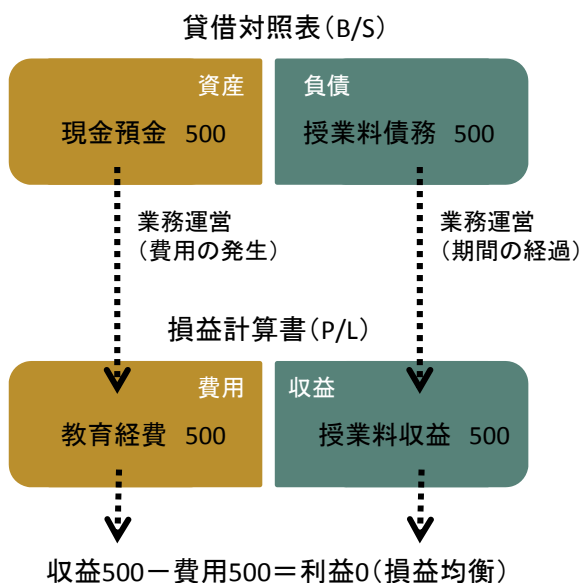 貸借対照表(B/S)
資産
負債
現金預金 500
授業料債務 500
業務運営
(費用の発生)
業務運営
(期間の経過)
損益計算書(P/L)
費用
収益
教育経費 500
授業料収益 500
収益500-費用500=利益0(損益均衡)